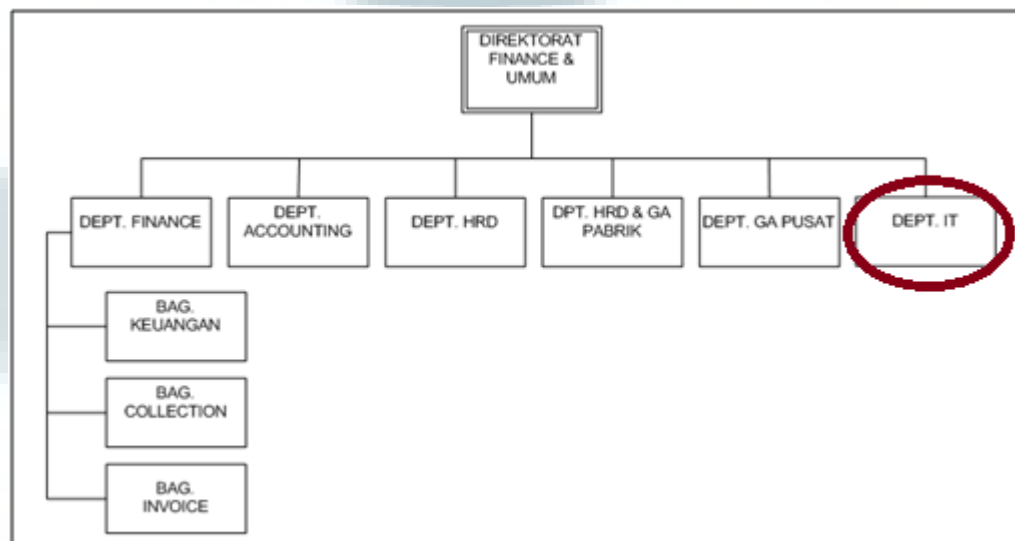 DIREKTORAT
FINANCE &
UMUM
DEPT. FINANCE
DEPT.
ACCOUNTING
DEPT. HRD
DPT. HRD & GA
PABRIK
DEPT. GA PUSAT
DEPT. IT
BAG.
KEUANGAN
BAG.
COLLECTION
BAG.
INVOICE